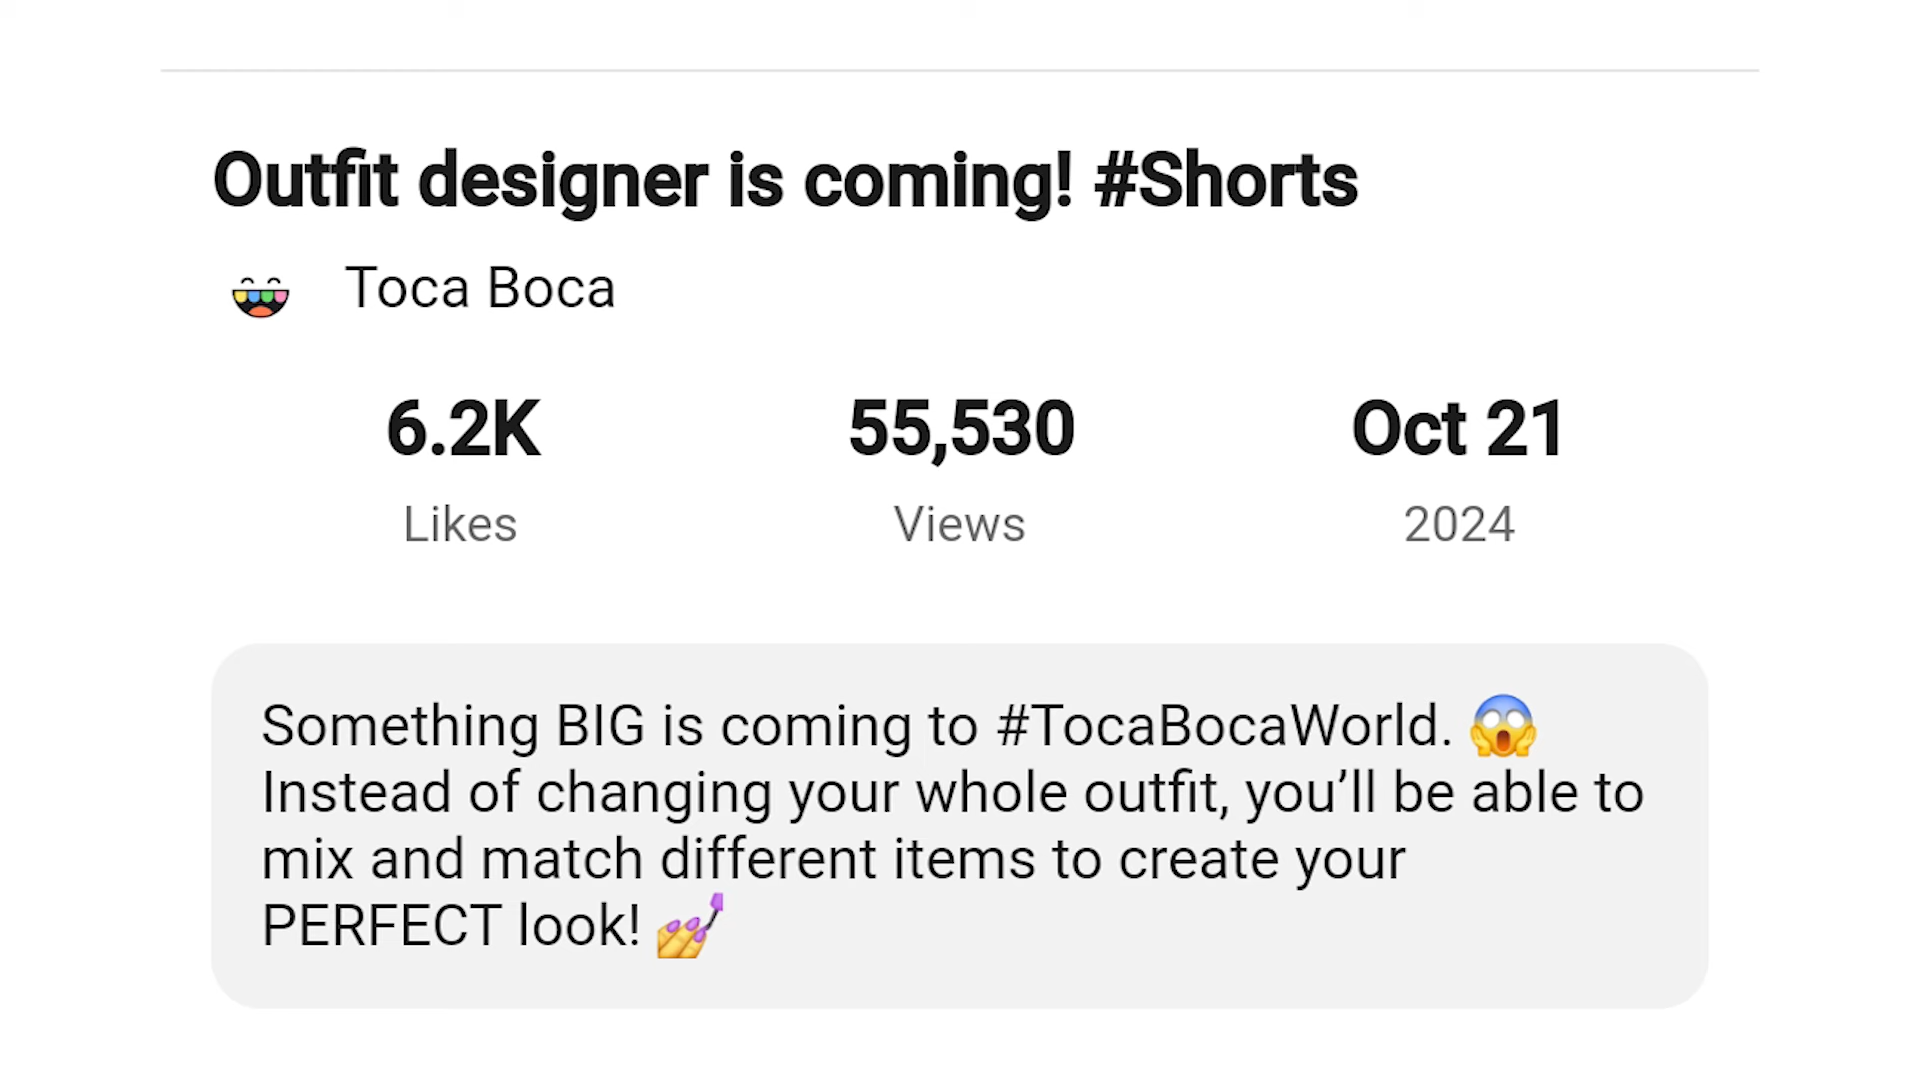 Outfit designer is coming! #Shorts
Toca Boca
6.2K
55,530
Oct 21
Likes
Views
2024
Something BIG is coming to #TocaBocaWorld. 😱
Instead of changing your whole outfit, you’ll be able to
mix and match different items to create your
PERFECT look! 💅